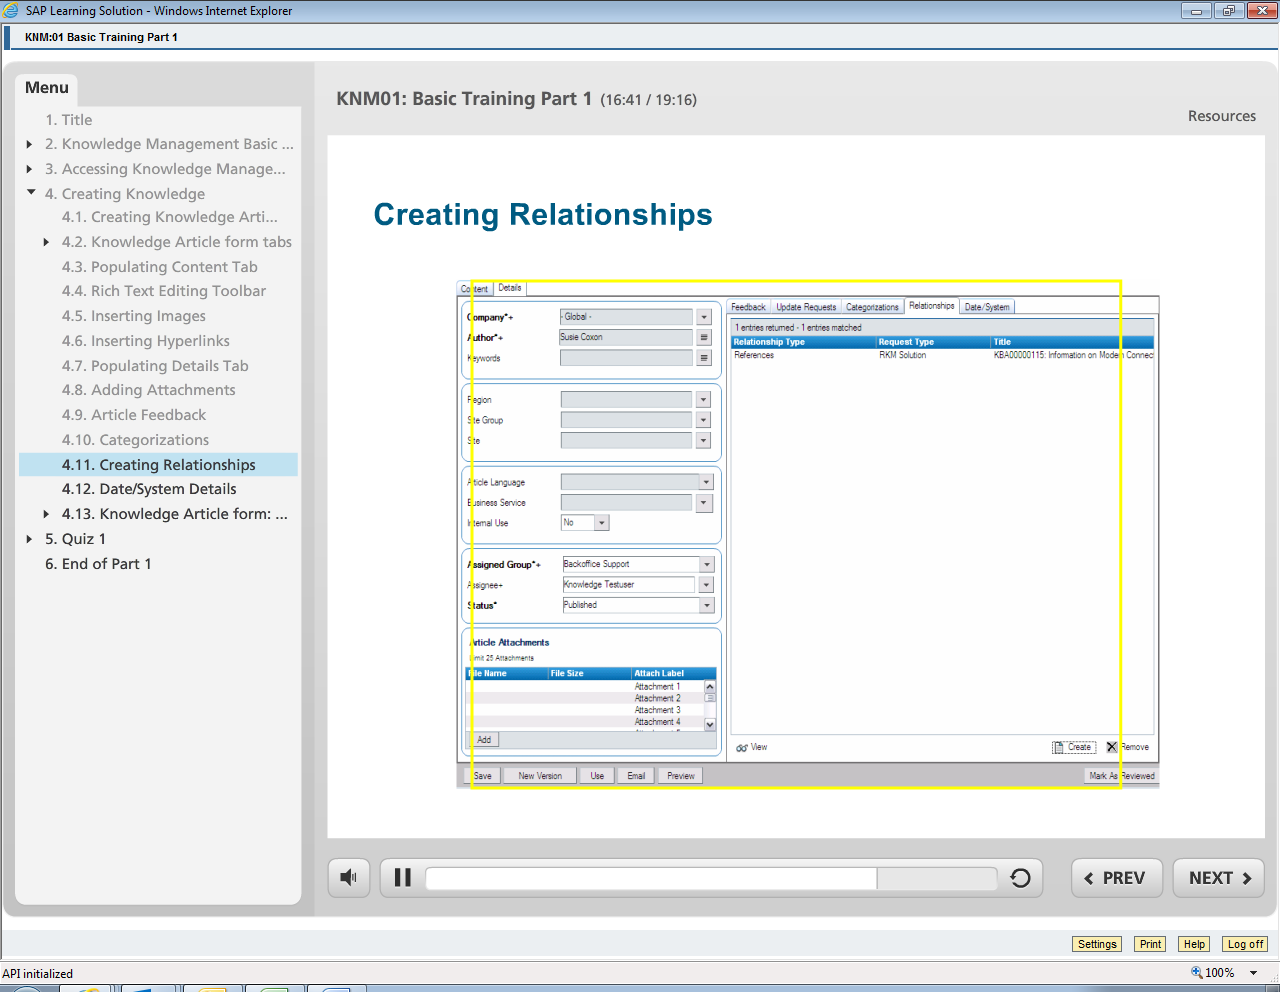 SAP Learning Solution - Windows Internet Explorer
KNM:01 Basic Training Part 1
Menu
1. Title
2. Knowledge Management Basic ...
3. Accessing Knowledge Manage...
4. Creating Knowledge
4.1. Creating Knowledge Arti...
4.2. Knowledge Article form tabs
4.3. Populating Content Tab
4.4. Rich Text Editing Toolbar
4.5. Inserting Images
4.6. Inserting Hyperlinks
4.7. Populating Details Tab
4.8. Adding Attachments
4.9. Article Feedback
4.10. Categorizations
4.11. Creating Relationships
4.12. Date/System Details
4.13. Knowledge Article form: ...
5. Quiz 1
6. End of Part 1
KNM01: Basic Training Part 1 (16:41 / 19:16)
Resources
Creating Relationships
Content Details
Company*+ - Global -
Author*+ Susie Coxon
Keywords
Region
Site Group
Site
Article Language
Business Service
Internal Use No
Assigned Group*+ Backoffice Support
Assignee+ Knowledge Testuser
Status* Published
Article Attachments
Limit 25 Attachments
File Name File Size Attach Label
Attachment 1
Attachment 2
Attachment 3
Attachment 4
Add
Feedback Update Requests Categorizations Relationships Date/System
1 entries returned - 1 entries matched
Relationship Type Request Type Title
References RKM Solution KBA00000115: Information on Modem Connec
View Create Remove
Save New Version Use Email Preview Mark As Reviewed
PREV NEXT
Settings Print Help Log off
API initialized
100%